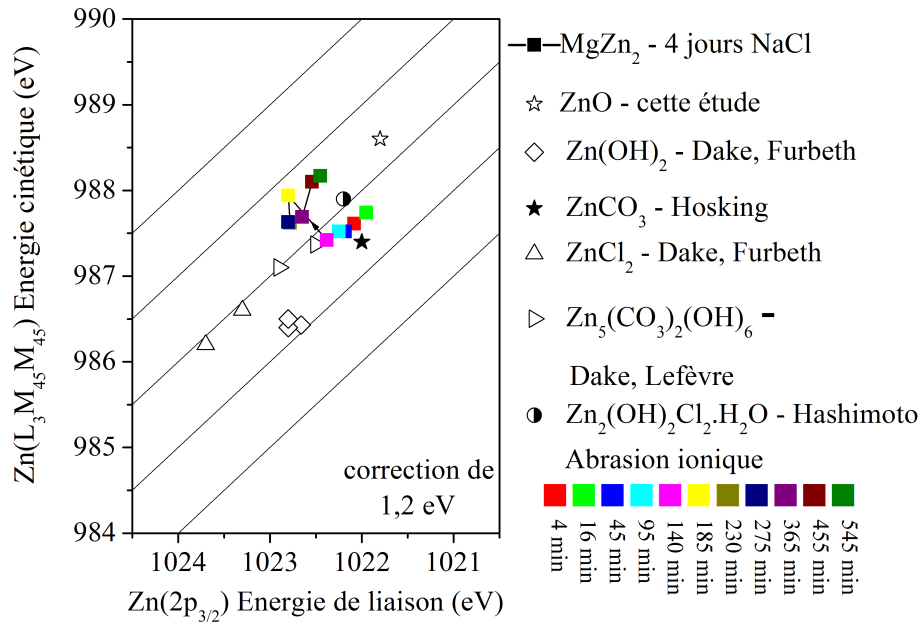 990
989
988
987
986
985
984
Zn(L₃M₄₅M₄₅) Energie cinétique (eV)
correction de
1,2 eV
1024
1023
1022
1021
Zn(2p₃/₂) Energie de liaison (eV)
MgZn₂ - 4 jours NaCl
ZnO - cette étude
Zn(OH)₂ - Dake, Furbeth
ZnCO₃ - Hosking
ZnCl₂ - Dake, Furbeth
Zn₅(CO₃)₂(OH)₆ -
Dake, Lefèvre
Zn₂(OH)₂Cl₂.H₂O - Hashimoto
Abrasion ionique
4 min
16 min
45 min
95 min
140 min
185 min
230 min
275 min
365 min
455 min
545 min